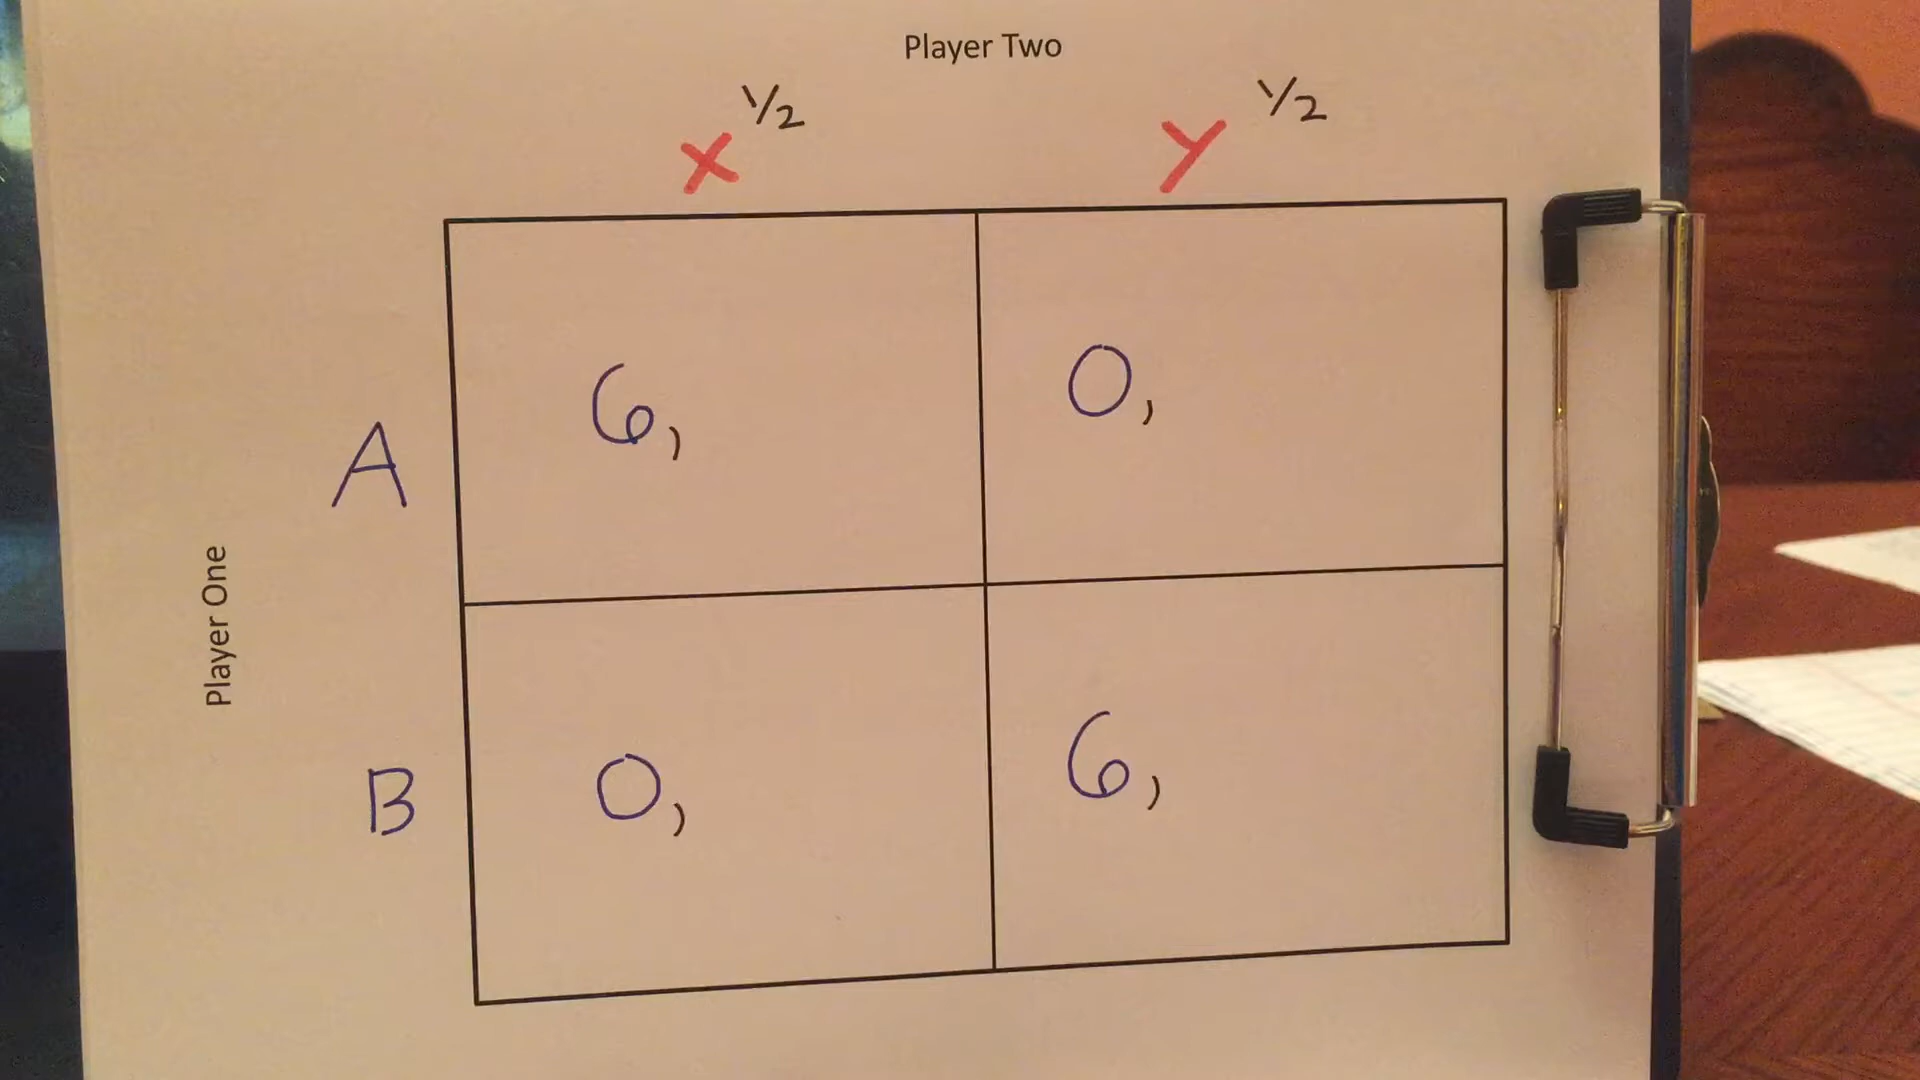 Player Two
X 1/2 Y 1/2
A 6, 0,
Player One
B 0, 6,